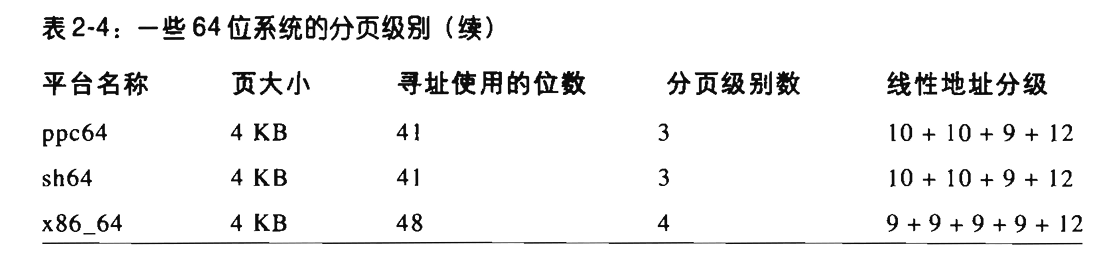 表2-4：一些64位系统的分页级别（续）
平台名称 页大小 寻址使用的位数 分页级别数 线性地址分级
ppc64 4 KB 41 3 10 + 10 + 9 + 12
sh64 4 KB 41 3 10 + 10 + 9 + 12
x86_64 4 KB 48 4 9 + 9 + 9 + 9 + 12